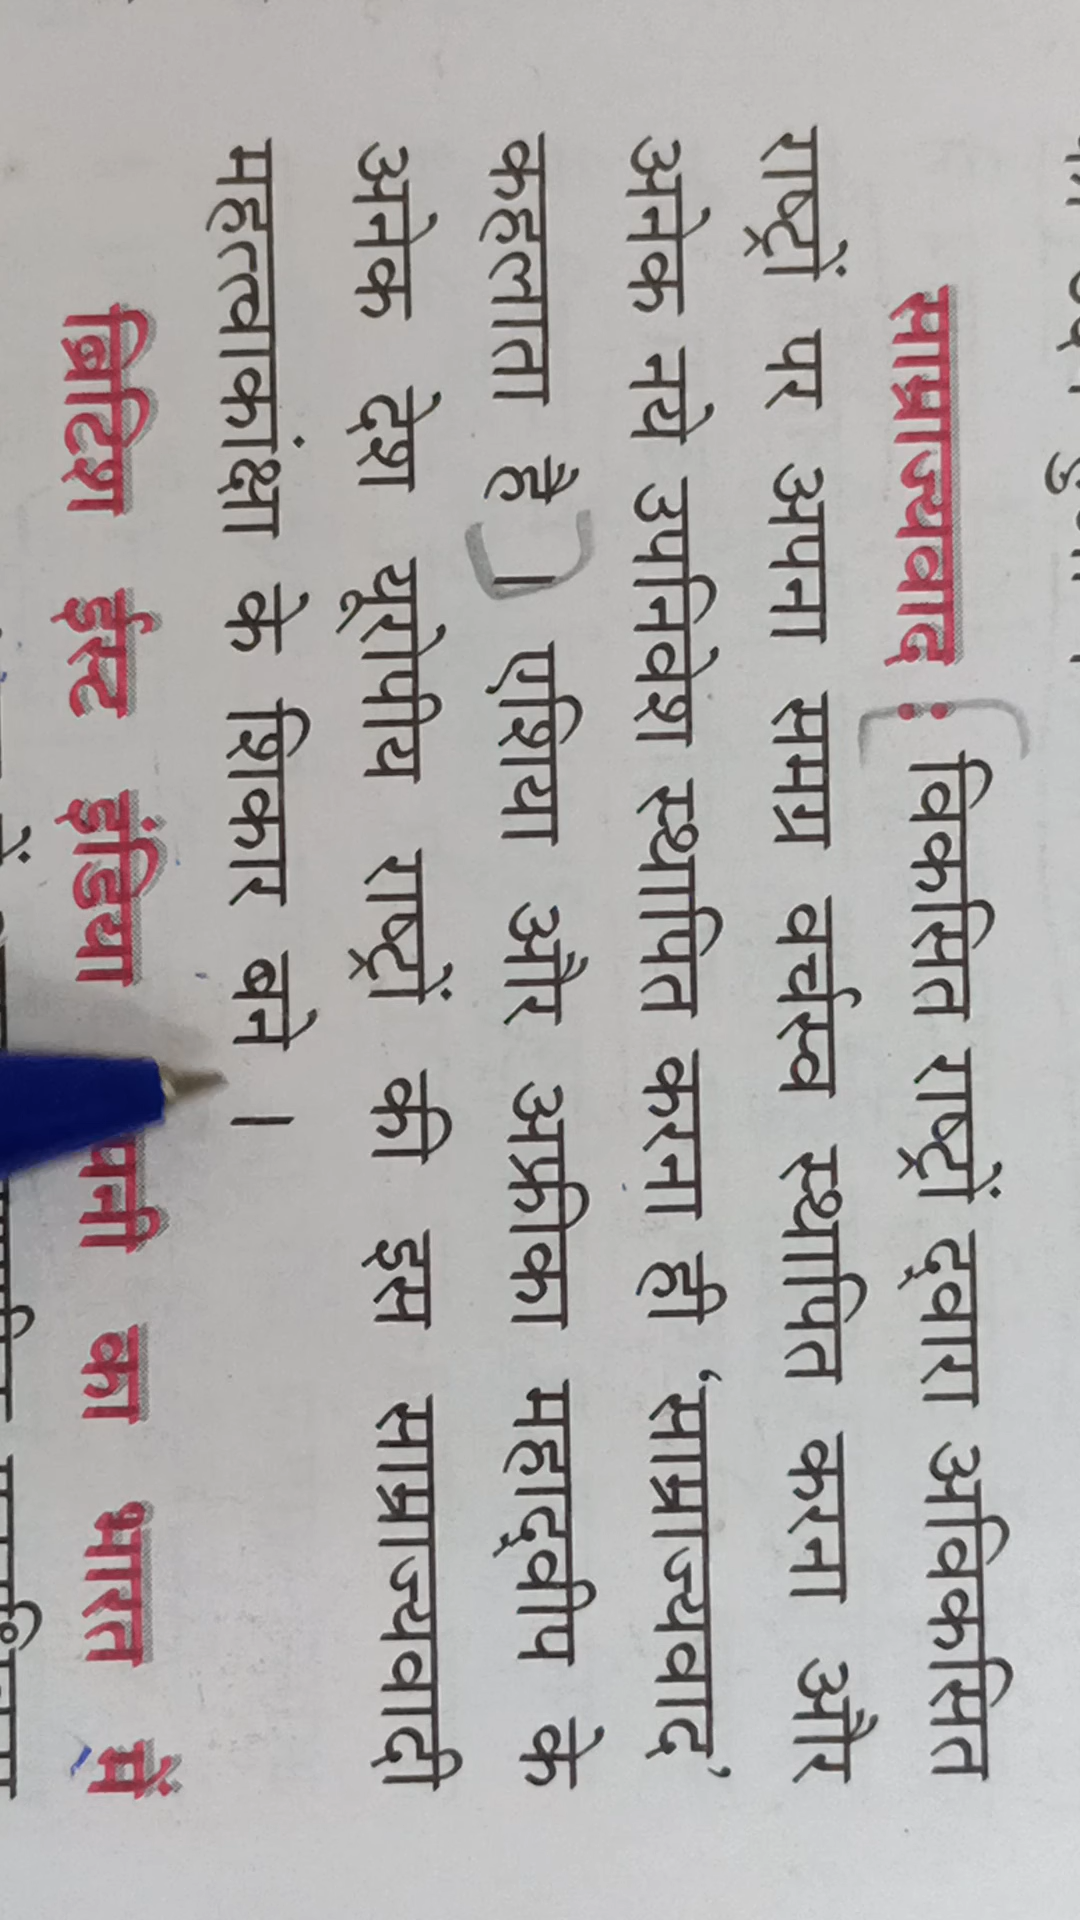 साम्राज्यवाद : विकसित राष्ट्रों द्‌वारा अविकसित
राष्ट्रों पर अपना समग्र वर्चस्व स्थापित करना और
अनेक नये उपनिवेश स्थापित करना ही ‘साम्राज्यवाद’
कहलाता है । एशिया और अफ्रीका महाद्‌वीप के
अनेक देश यूरोपीय राष्ट्रों की इस साम्राज्यवादी
महत्त्वाकांक्षा के शिकार बने ।
ब्रिटिश ईस्ट इंडिया का भारत में